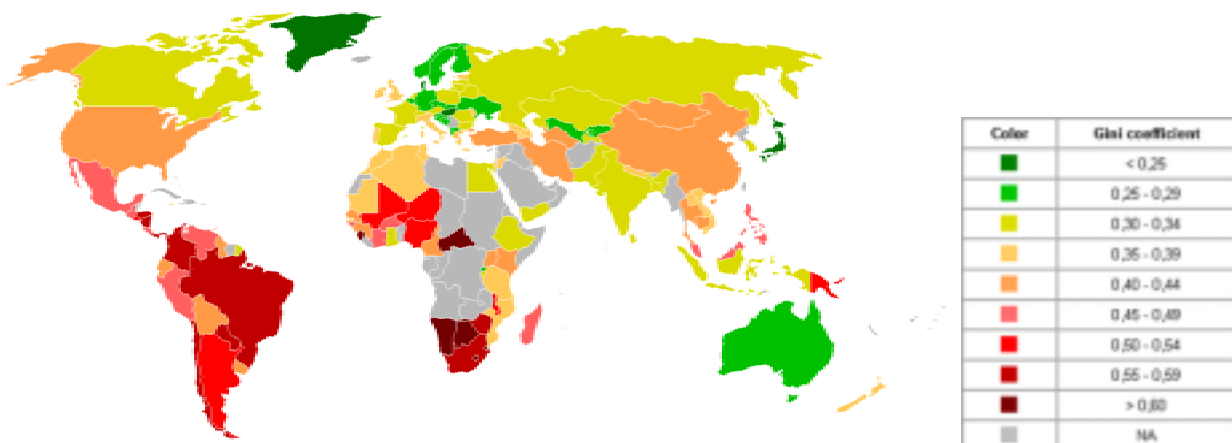 Color Gini coefficient
< 0,25
0,25 - 0,29
0,30 - 0,34
0,35 - 0,39
0,40 - 0,44
0,45 - 0,49
0,50 - 0,54
0,55 - 0,59
> 0,60
NA